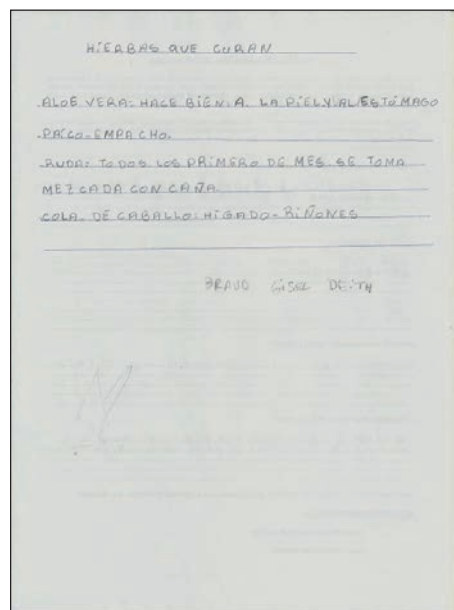 HiERBAS QUE CURAN
.ALOE VERA: HACE BiEN. A. LA PiEL.Y AL ESTÓMAGO
.PAiCO. EMPACHO.
.RUDA: TODOS LOS PRiMERO DE MES. SE TOMA
MEZCADA CON CAÑA.
COLA. DE CABALLO: HiGADO - RiÑONES
BRAVO GiSEL